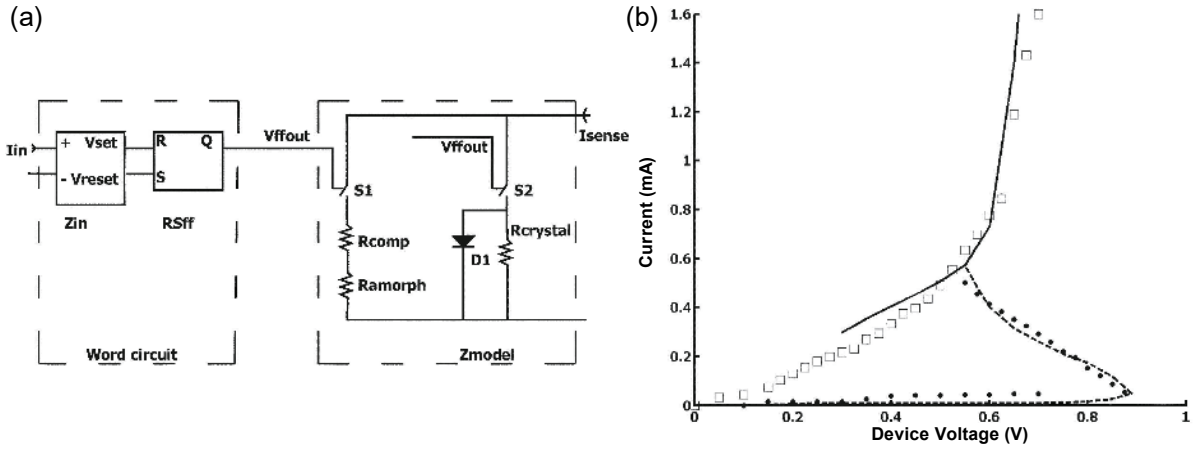 (a)
Iin
+ Vset
- Vreset
Zin
R Q
S
RSff
Vffout
Word circuit
S1
Rcomp
Ramorph
Vffout
S2
D1
Rcrystal
Isense
Zmodel
(b)
Current (mA)
1.6
1.4
1.2
1
0.8
0.6
0.4
0.2
0
0.2
0.4
0.6
0.8
1
Device Voltage (V)